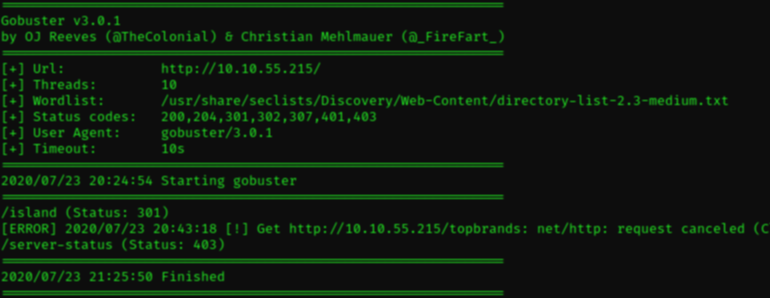 Gobuster v3.0.1
by OJ Reeves (@TheColonial) & Christian Mehlmauer (@_FireFart_)
[+] Url: http://10.10.55.215/
[+] Threads: 10
[+] Wordlist: /usr/share/seclists/Discovery/Web-Content/directory-list-2.3-medium.txt
[+] Status codes: 200,204,301,302,307,401,403
[+] User Agent: gobuster/3.0.1
[+] Timeout: 10s
2020/07/23 20:24:54 Starting gobuster
/island (Status: 301)
[ERROR] 2020/07/23 20:43:18 [!] Get http://10.10.55.215/topbrands: net/http: request canceled (C
/server-status (Status: 403)
2020/07/23 21:25:50 Finished